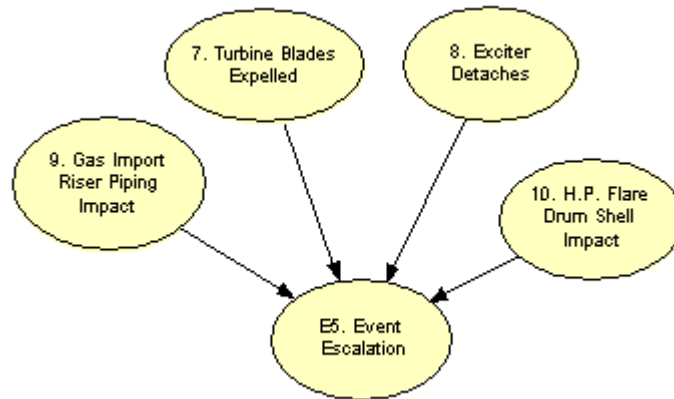 7. Turbine Blades
Expelled
8. Exciter
Detaches
9. Gas Import
Riser Piping
Impact
10. H.P. Flare
Drum Shell
Impact
E5. Event
Escalation